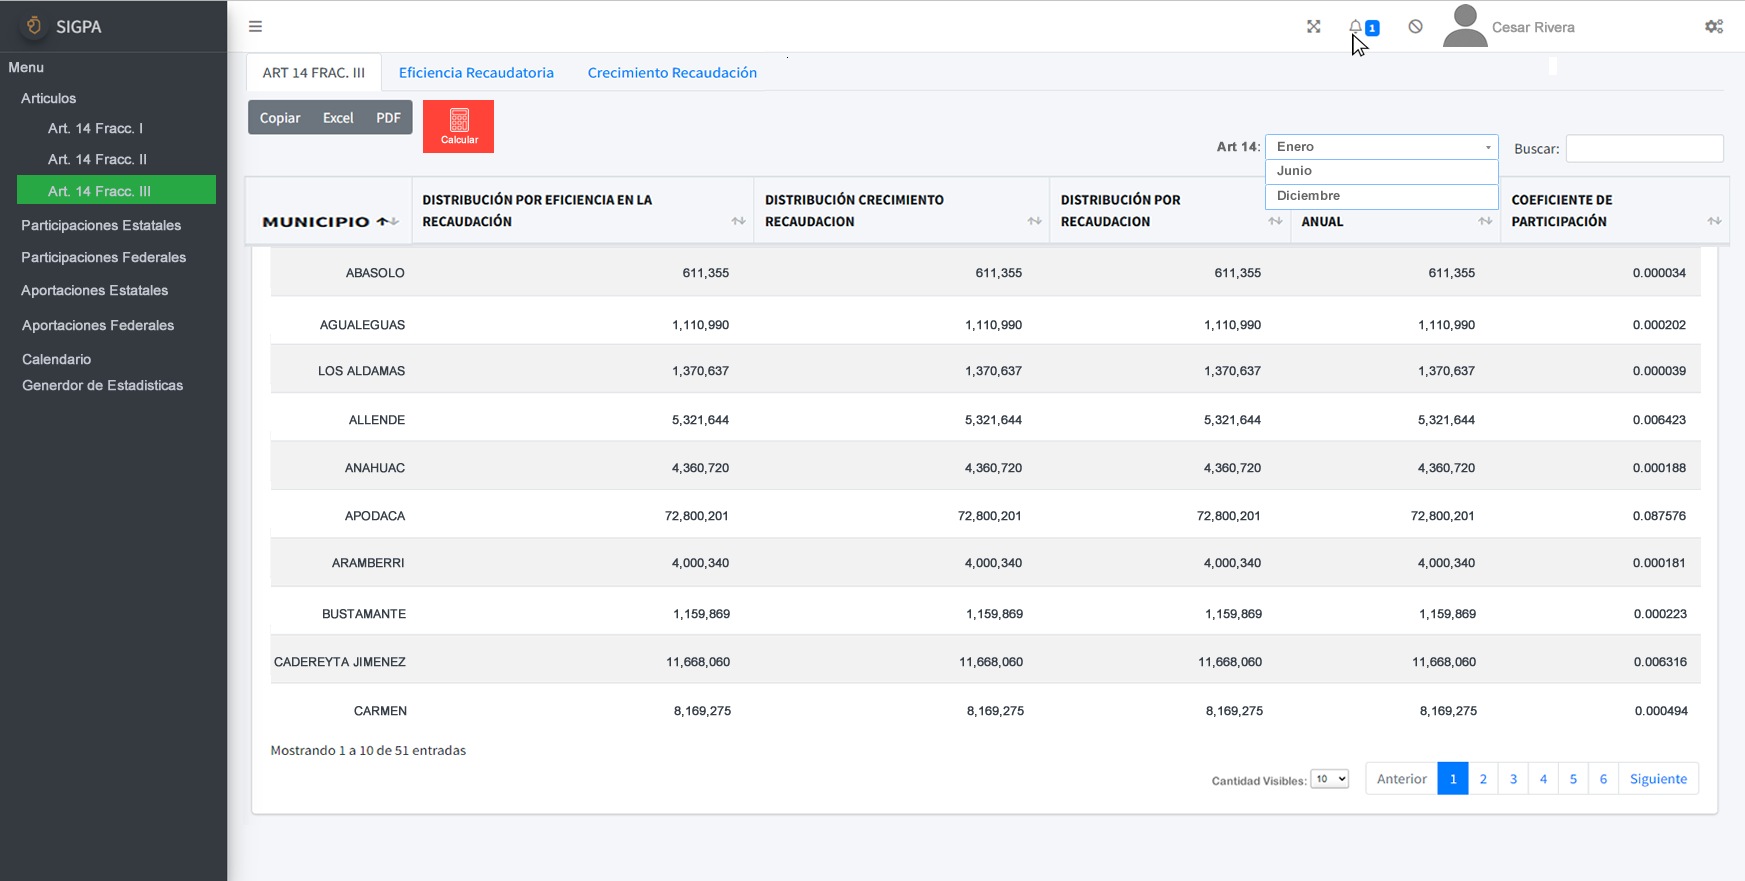 SIGPA
1
Cesar Rivera
Menu
Articulos
Art. 14 Fracc. I
Art. 14 Fracc. II
Art. 14 Fracc. III
Participaciones Estatales
Participaciones Federales
Aportaciones Estatales
Aportaciones Federales
Calendario
Generdor de Estadisticas
ART 14 FRAC. III
Eficiencia Recaudatoria
Crecimiento Recaudación
Copiar Excel PDF
Calcular
Art 14:
Enero
Junio
Diciembre
Buscar:
MUNICIPIO
DISTRIBUCIÓN POR EFICIENCIA EN LA
RECAUDACIÓN
DISTRIBUCIÓN CRECIMIENTO
RECAUDACION
DISTRIBUCIÓN POR
RECAUDACION
ANUAL
COEFICIENTE DE
PARTICIPACIÓN
ABASOLO 611,355 611,355 611,355 611,355 0.000034
AGUALEGUAS 1,110,990 1,110,990 1,110,990 1,110,990 0.000202
LOS ALDAMAS 1,370,637 1,370,637 1,370,637 1,370,637 0.000039
ALLENDE 5,321,644 5,321,644 5,321,644 5,321,644 0.006423
ANAHUAC 4,360,720 4,360,720 4,360,720 4,360,720 0.000188
APODACA 72,800,201 72,800,201 72,800,201 72,800,201 0.087576
ARAMBERRI 4,000,340 4,000,340 4,000,340 4,000,340 0.000181
BUSTAMANTE 1,159,869 1,159,869 1,159,869 1,159,869 0.000223
CADEREYTA JIMENEZ 11,668,060 11,668,060 11,668,060 11,668,060 0.006316
CARMEN 8,169,275 8,169,275 8,169,275 8,169,275 0.000494
Mostrando 1 a 10 de 51 entradas
Cantidad Visibles: 10
Anterior 1 2 3 4 5 6 Siguiente